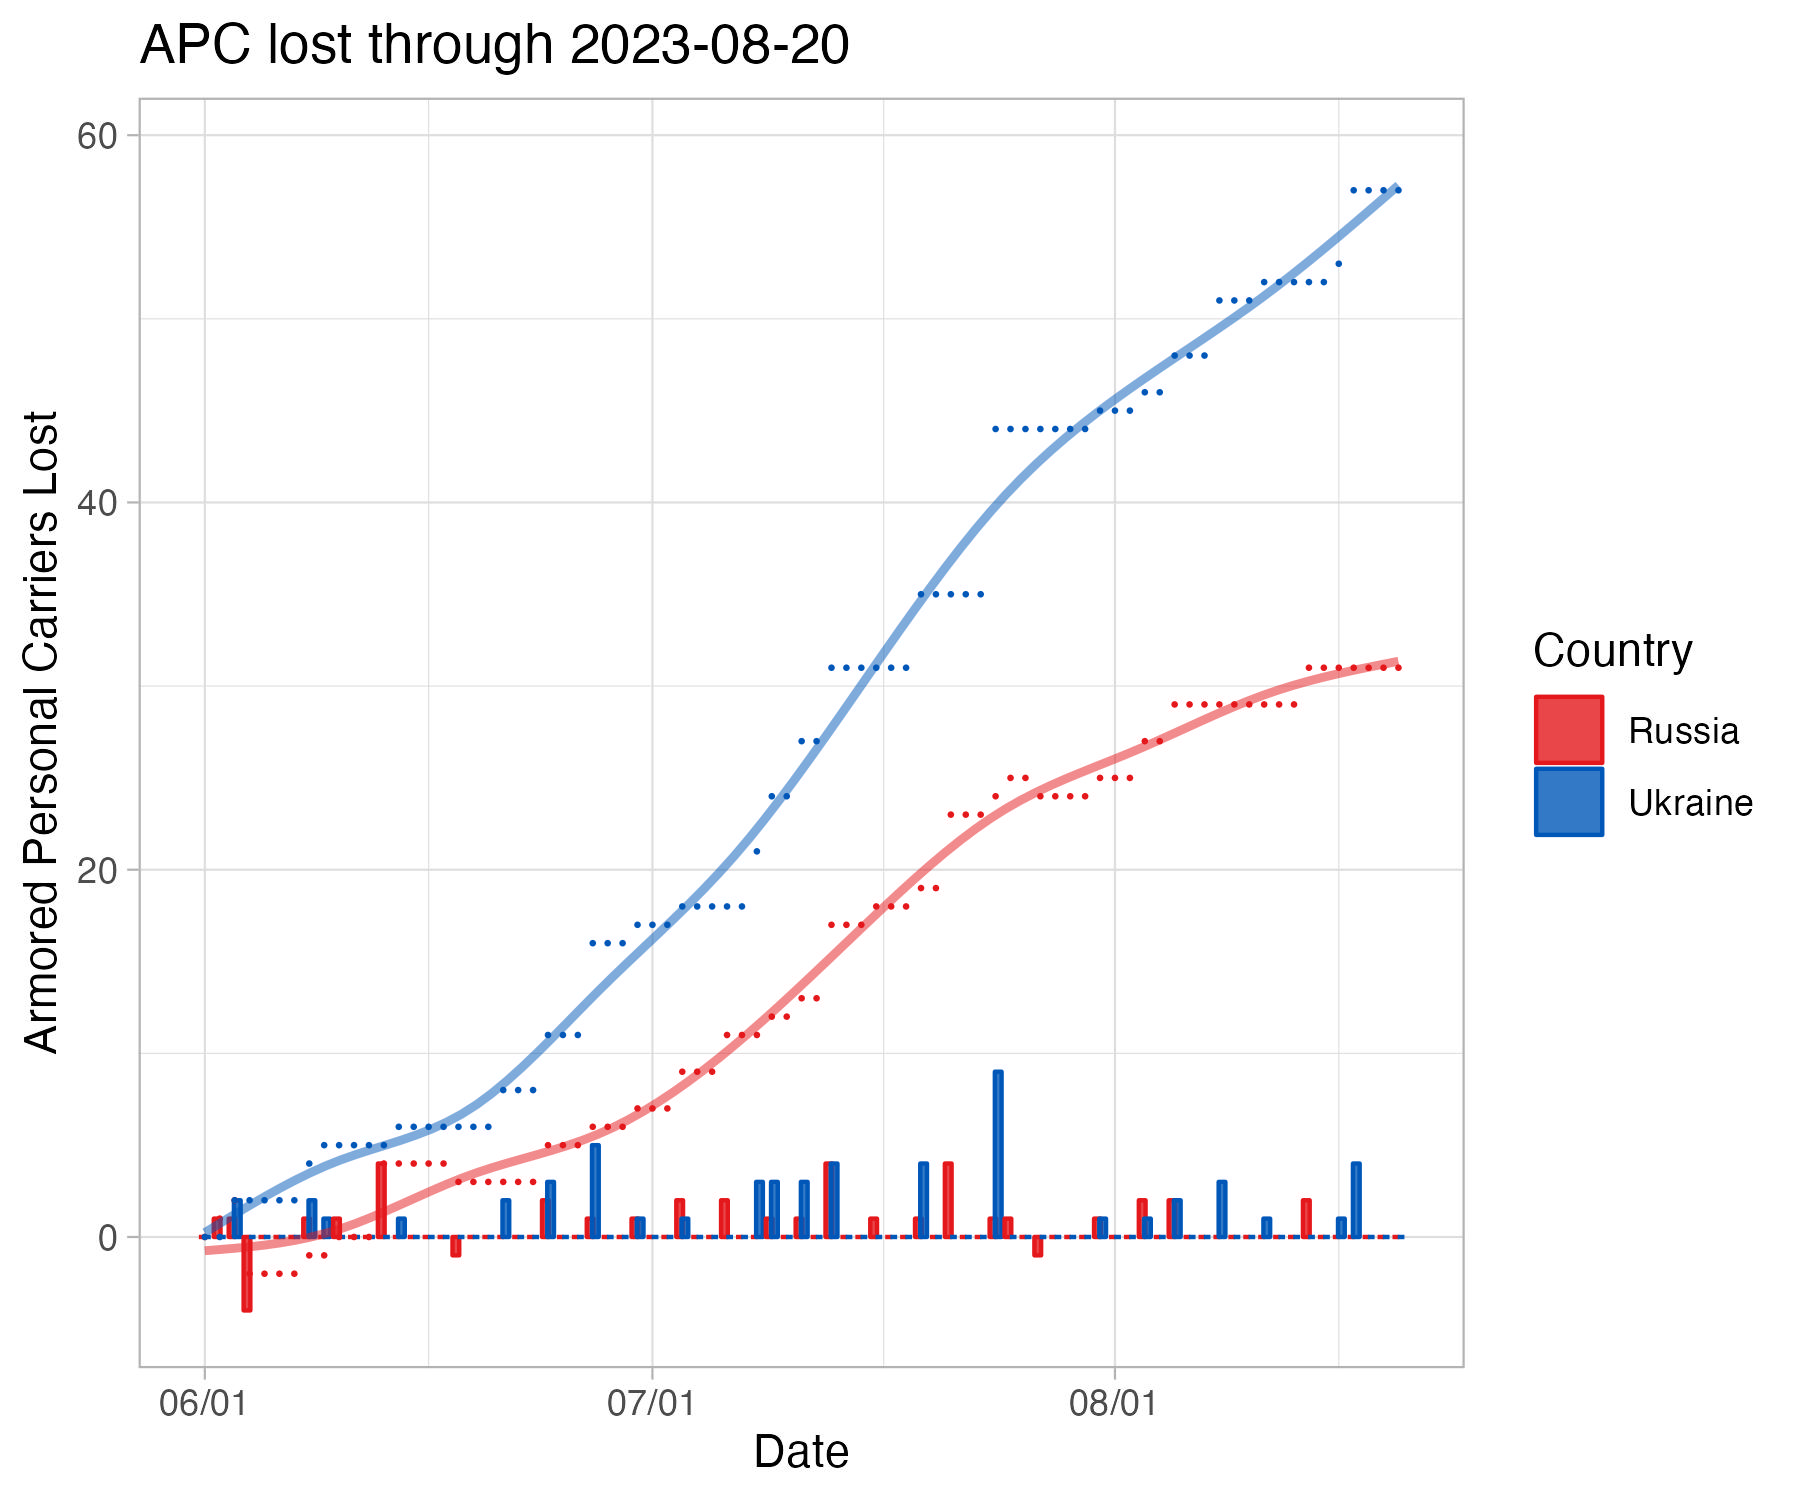 APC lost through 2023-08-20
Armored Personal Carriers Lost
60
40
20
0
06/01
07/01
08/01
Date
Country
Russia
Ukraine